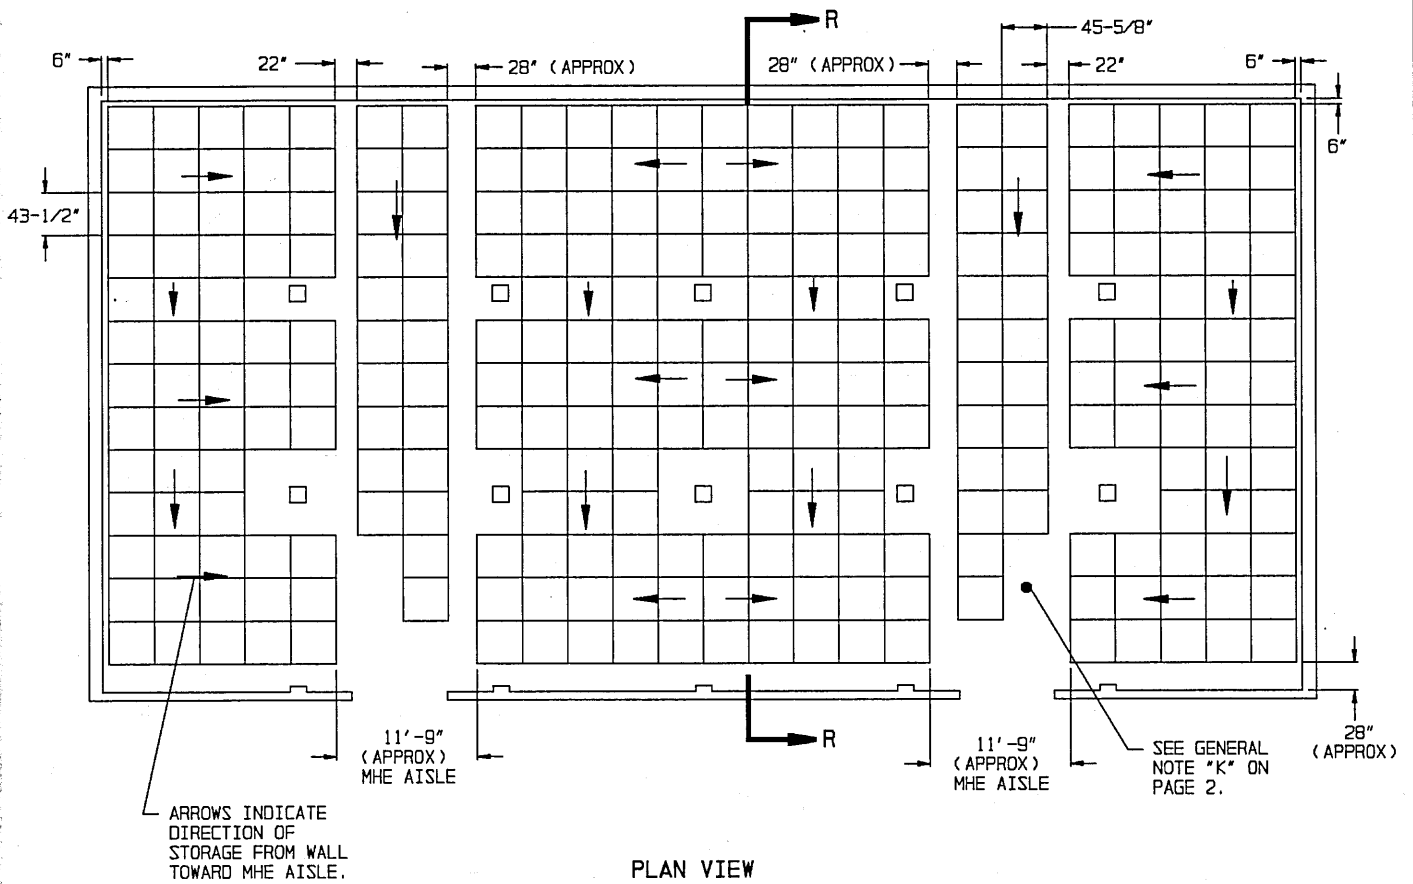 R
45-5/8"
6"
22"
28" (APPROX)
28" (APPROX)
22"
6"
6"
43-1/2"
11'-9"
(APPROX)
MHE AISLE
R
11'-9"
(APPROX)
MHE AISLE
SEE GENERAL
NOTE "K" ON
PAGE 2.
28"
(APPROX)
ARROWS INDICATE
DIRECTION OF
STORAGE FROM WALL
TOWARD MHE AISLE.
PLAN VIEW